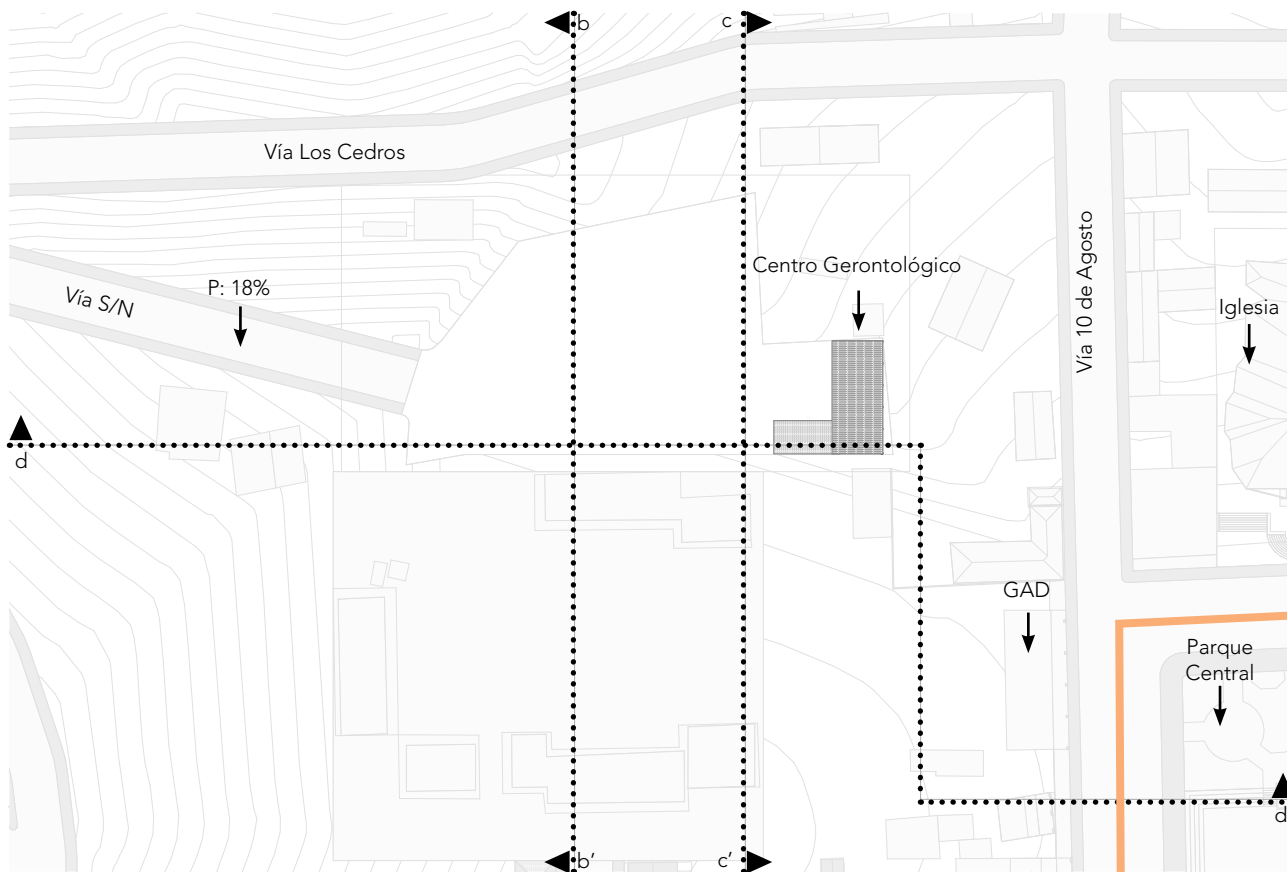 b
c
Vía Los Cedros
Centro Gerontológico
P: 18%
Vía S/N
Vía 10 de Agosto
Iglesia
d
GAD
Parque
Central
d
b’
c’